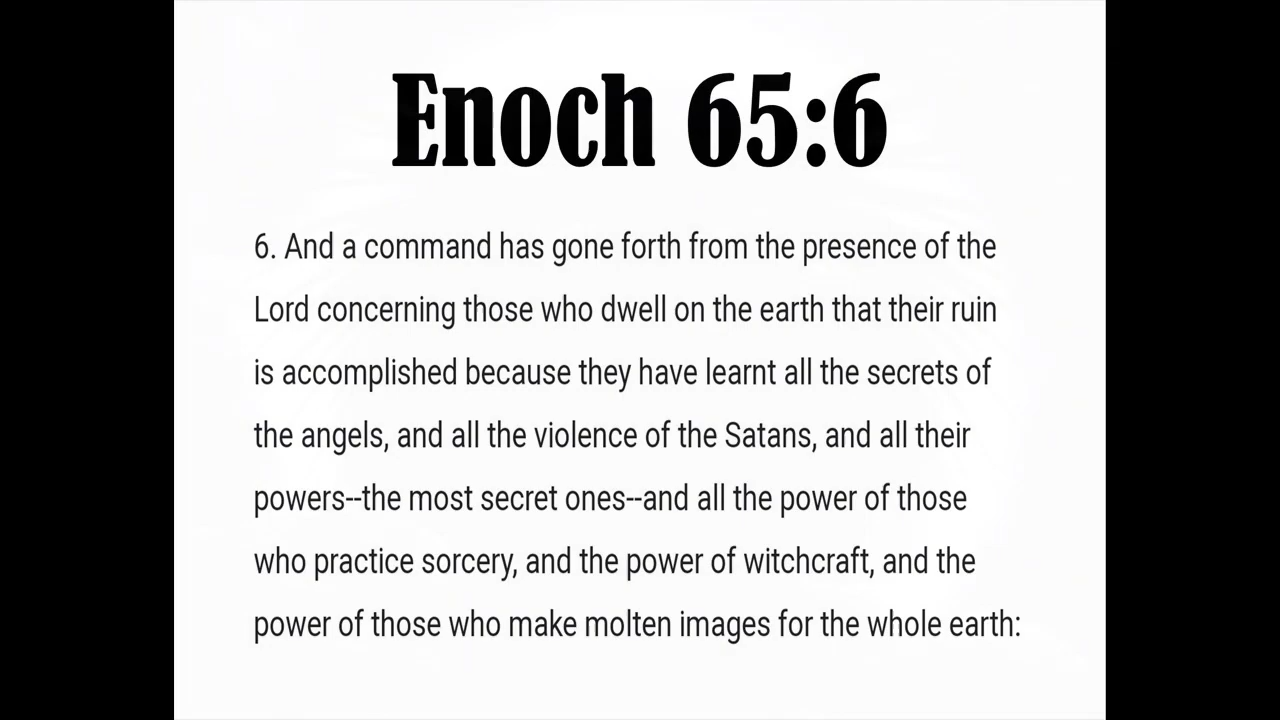 Enoch 65:6
6. And a command has gone forth from the presence of the
Lord concerning those who dwell on the earth that their ruin
is accomplished because they have learnt all the secrets of
the angels, and all the violence of the Satans, and all their
powers--the most secret ones--and all the power of those
who practice sorcery, and the power of witchcraft, and the
power of those who make molten images for the whole earth: